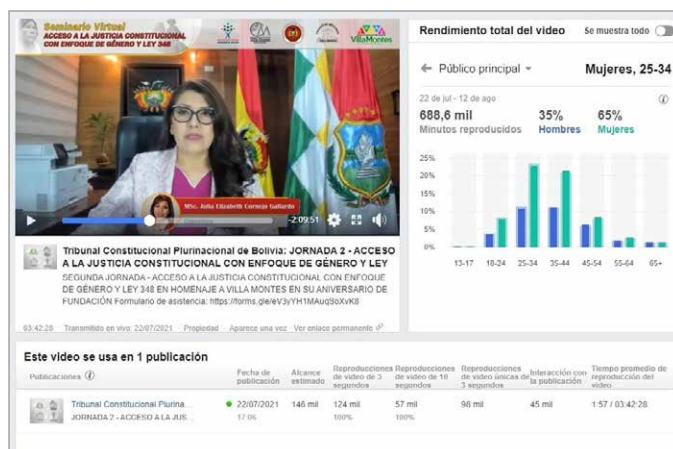 Seminario Virtual
ACCESO A LA JUSTICIA CONSTITUCIONAL
CON ENFOQUE DE GÉNERO Y LEY 348
VillaMontes
MSc. Julia Elizabeth Cornejo Gallardo
-2:09:51
Tribunal Constitucional Plurinacional de Bolivia: JORNADA 2 - ACCESO
A LA JUSTICIA CONSTITUCIONAL CON ENFOQUE DE GÉNERO Y LEY
SEGUNDA JORNADA - ACCESO A LA JUSTICIA CONSTITUCIONAL CON ENFOQUE
DE GÉNERO Y LEY 348 EN HOMENAJE A VILLA MONTES EN SU ANIVERSARIO DE
FUNDACIÓN Formulario de asistencia: https://forms.gle/eV3yYH1MAuqSoXvK8
03:42:28 Transmitido en vivo: 22/07/2021 Propiedad Aparece una vez Ver enlace permanente
Rendimiento total del video Se muestra todo
Público principal Mujeres, 25-34
22 de jul - 12 de ago
688,6 mil 35% 65%
Minutos reproducidos Hombres Mujeres
25%
20%
15%
10%
5%
0%
13-17 18-24 25-34 35-44 45-54 55-64 65+
Este video se usa en 1 publicación
Publicaciones Fecha de publicación Alcance estimado Reproducciones de video de 3 segundos Reproducciones de video de 10 segundos Reproducciones de video únicas de 3 segundos Interacción con la publicación Tiempo promedio de reproducción del video
Tribunal Constitucional Plurina... 22/07/2021 146 mil 124 mil 57 mil 98 mil 45 mil 1:57 / 03:42:28
JORNADA 2 - ACCESO A LA JUS... 17:06 100% 100%